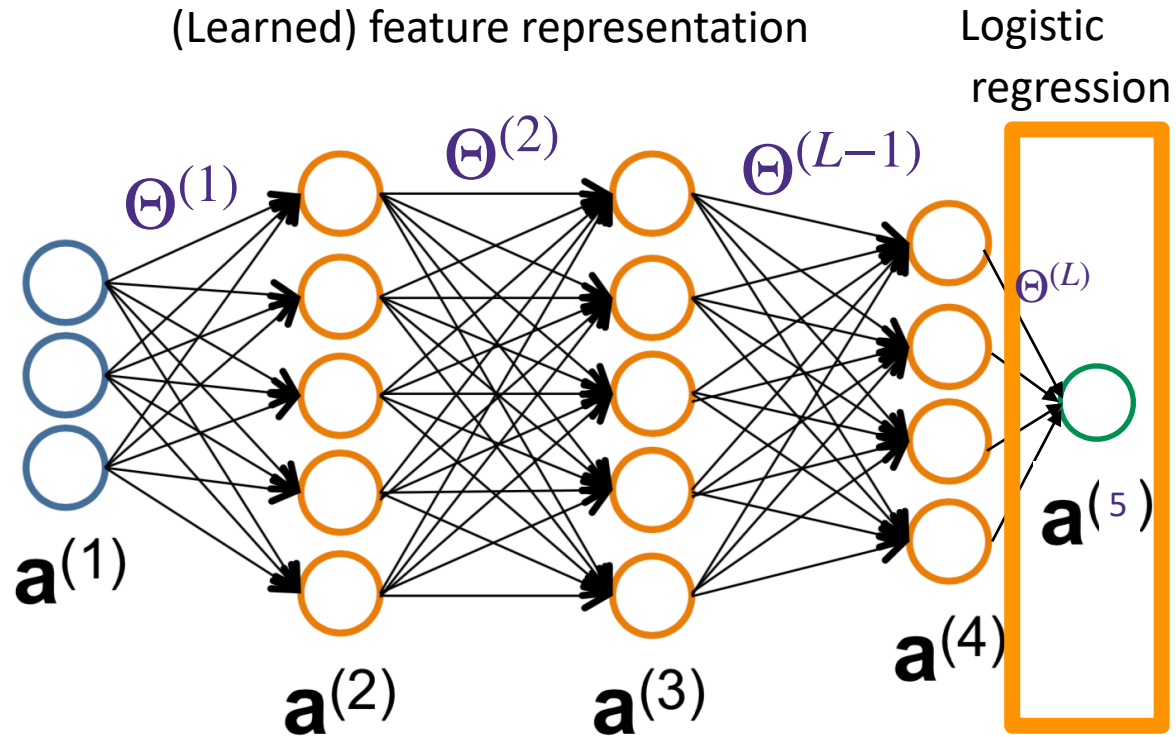 (Learned) feature representation
Logistic
regression
Θ⁽¹⁾
Θ⁽²⁾
Θ⁽ᴸ⁻¹⁾
Θ⁽ᴸ⁾
a⁽¹⁾
a⁽²⁾
a⁽³⁾
a⁽⁴⁾
a⁽⁵⁾